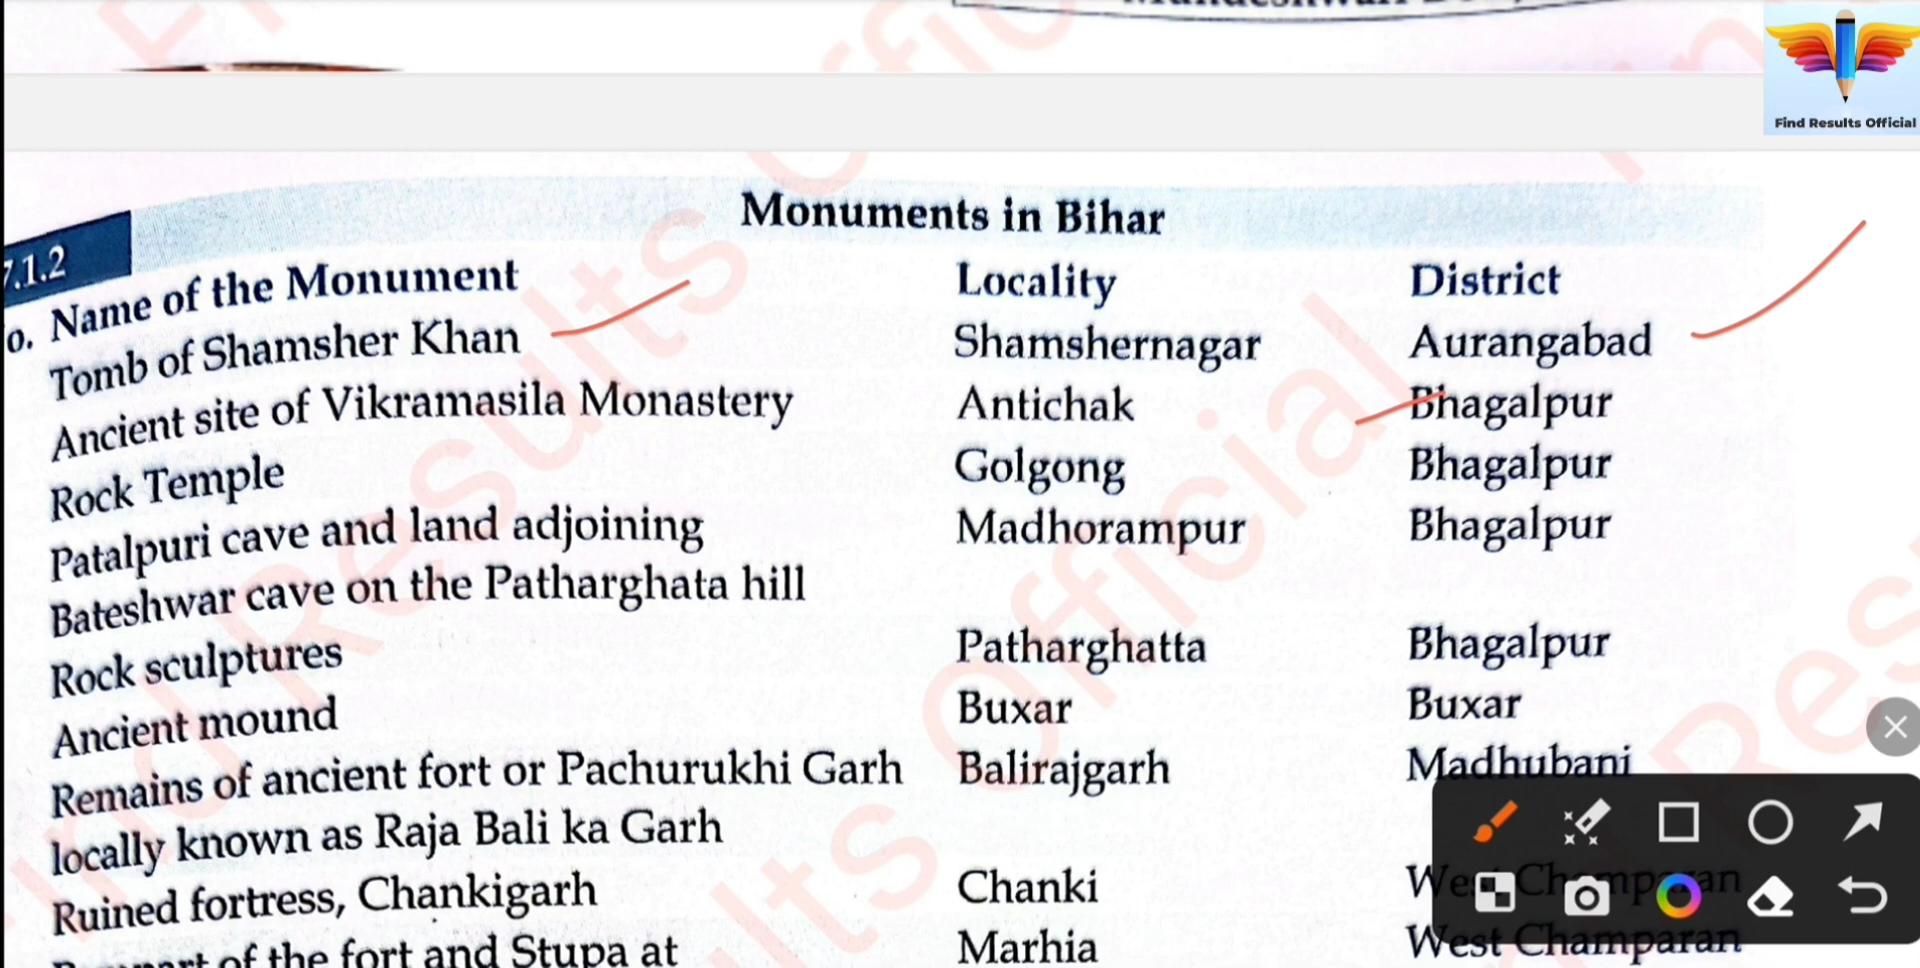 Find Results Official
7.1.2 Monuments in Bihar
o. Name of the Monument Locality District
Tomb of Shamsher Khan Shamshernagar Aurangabad
Ancient site of Vikramasila Monastery Antichak Bhagalpur
Rock Temple Golgong Bhagalpur
Patalpuri cave and land adjoining Madhorampur Bhagalpur
Bateshwar cave on the Patharghata hill
Rock sculptures Patharghatta Bhagalpur
Ancient mound Buxar Buxar
Remains of ancient fort or Pachurukhi Garh Balirajgarh Madhubani
locally known as Raja Bali ka Garh
Ruined fortress, Chankigarh Chanki West Champaran
of the fort and Stupa at Marhia West Champaran